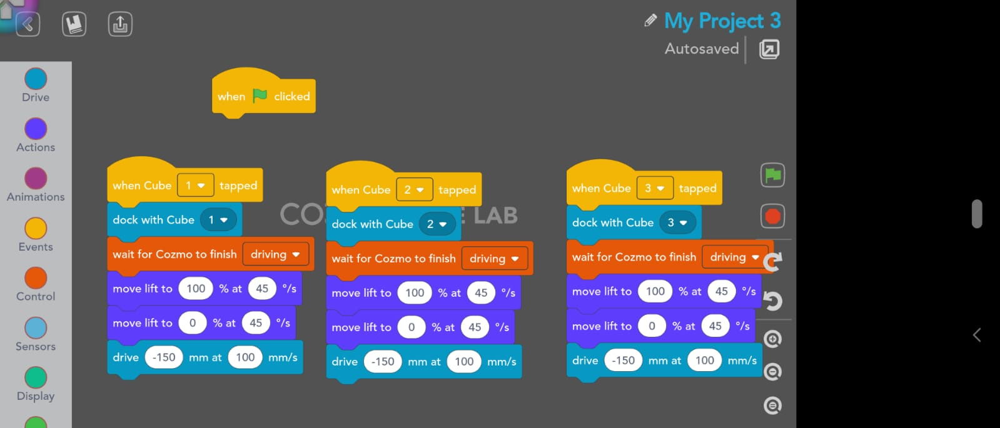 My Project 3
Autosaved
Drive
Actions
Animations
Events
Control
Sensors
Display
when clicked
when Cube 1 tapped
dock with Cube 1
wait for Cozmo to finish driving
move lift to 100 % at 45 °/s
move lift to 0 % at 45 °/s
drive -150 mm at 100 mm/s
when Cube 2 tapped
dock with Cube 2
wait for Cozmo to finish driving
move lift to 100 % at 45 °/s
move lift to 0 % at 45 °/s
drive -150 mm at 100 mm/s
when Cube 3 tapped
dock with Cube 3
wait for Cozmo to finish driving
move lift to 100 % at 45 °/s
move lift to 0 % at 45 °/s
drive -150 mm at 100 mm/s
LAB